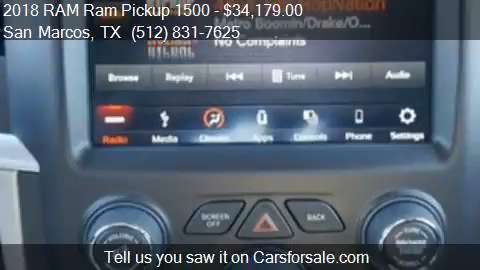 2018 RAM Ram Pickup 1500 - $34,179.00
San Marcos, TX (512) 831-7625
Metro Boomin/Drake/O...
No Complaints
Browse Replay Tune Audio
Radio Media Climate Apps Controls Phone Settings
SCREEN OFF BACK
VOLUME
Tell us you saw it on Carsforsale.com